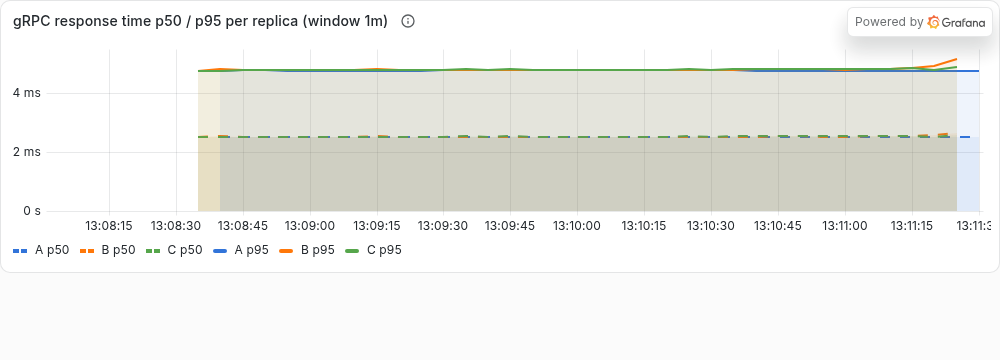 gRPC response time p50 / p95 per replica (window 1m)
Powered by Grafana
4 ms
2 ms
0 s
13:08:15 13:08:30 13:08:45 13:09:00 13:09:15 13:09:30 13:09:45 13:10:00 13:10:15 13:10:30 13:10:45 13:11:00 13:11:15 13:11:3
A p50 B p50 C p50 A p95 B p95 C p95